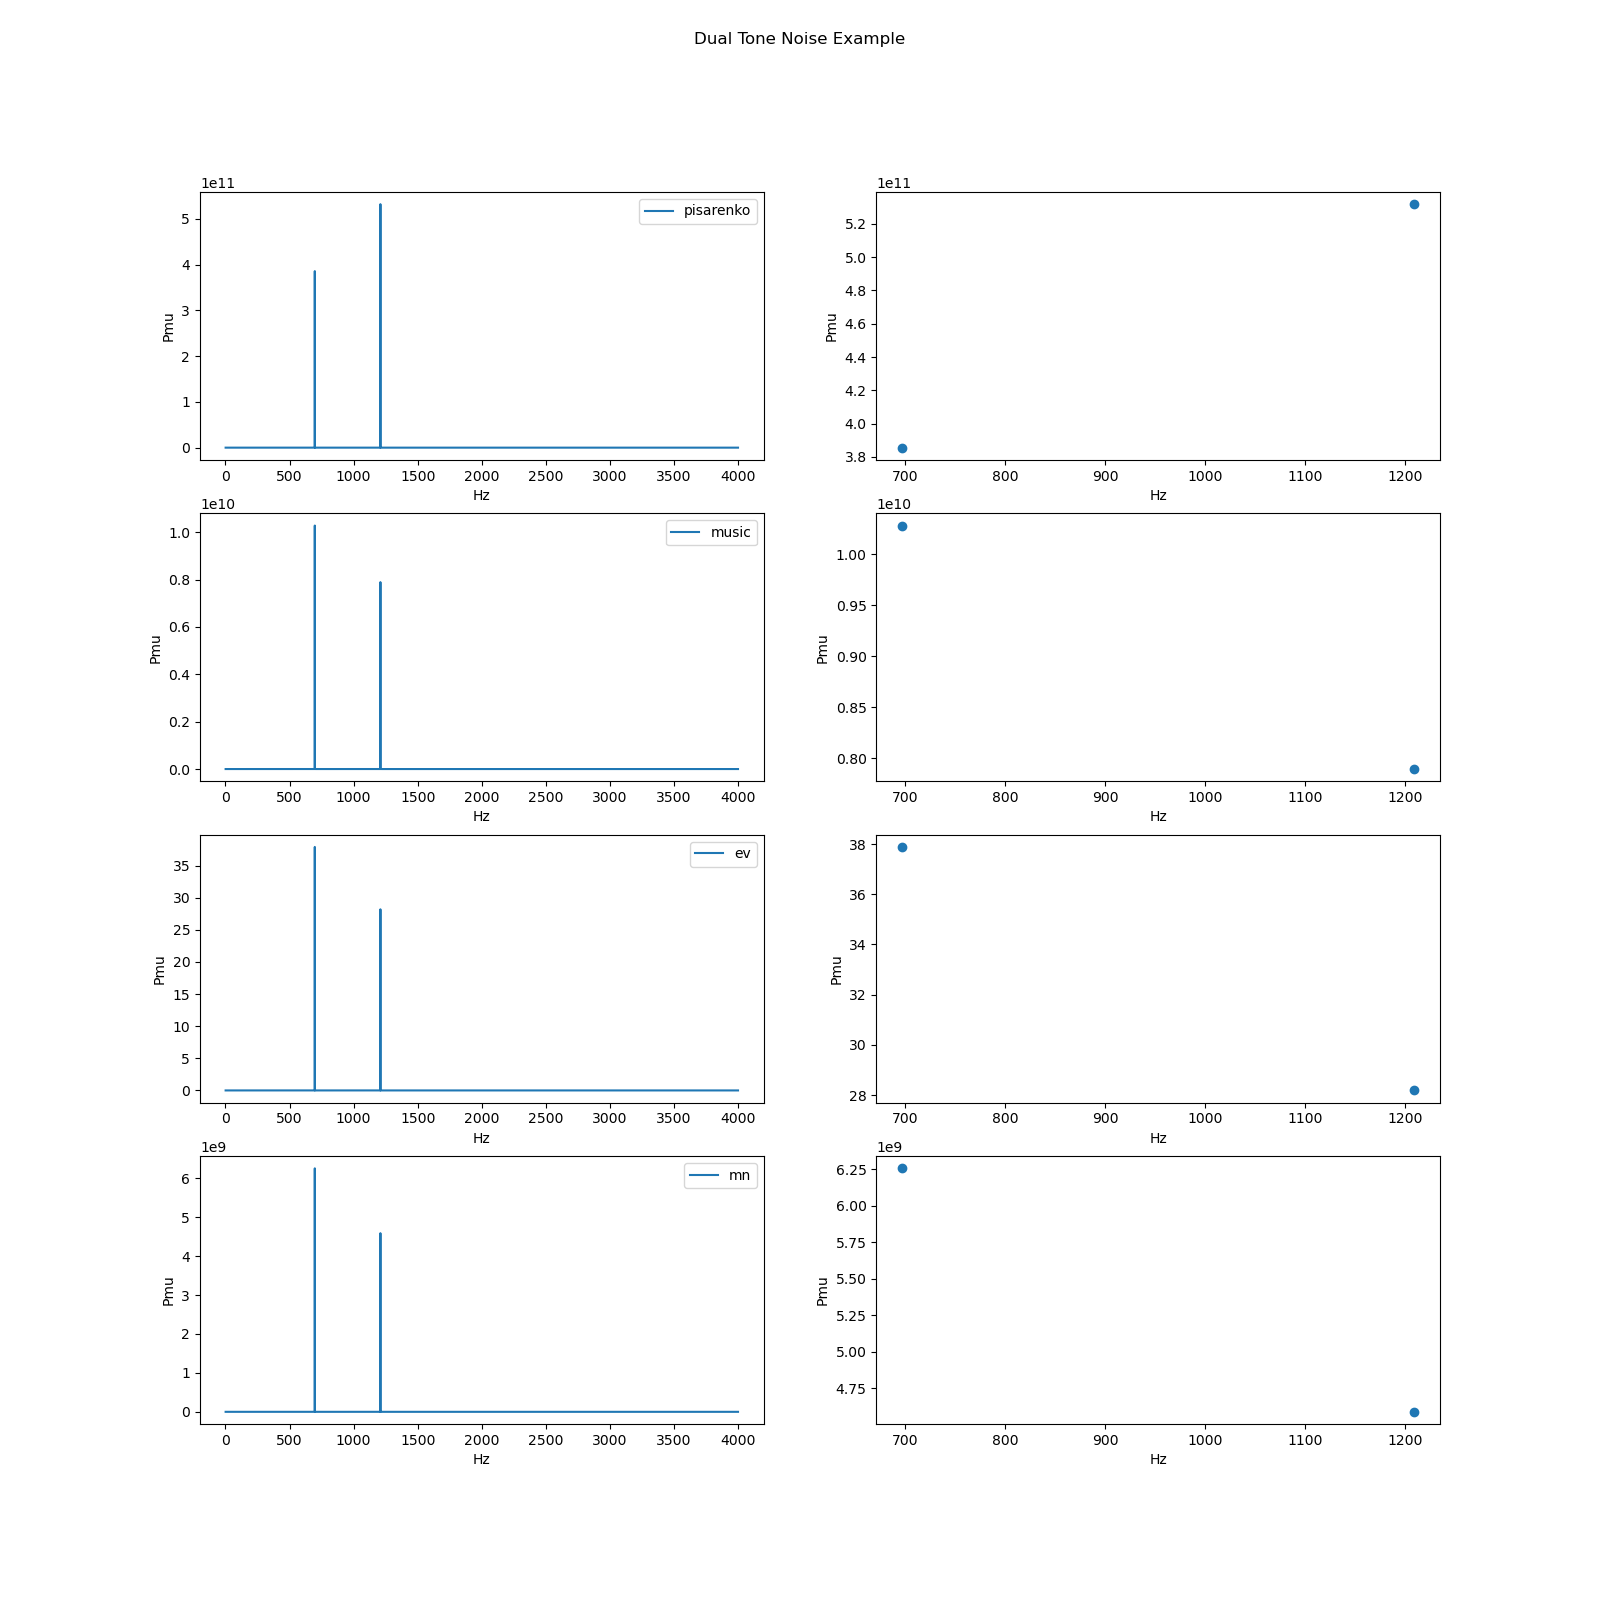 Dual Tone Noise Example
1e11
5
4
3
2
1
0
Pmu
pisarenko
0 500 1000 1500 2000 2500 3000 3500 4000
Hz
1e11
5.2
5.0
4.8
4.6
4.4
4.2
4.0
3.8
Pmu
700 800 900 1000 1100 1200
Hz
1e10
1.0
0.8
0.6
0.4
0.2
0.0
Pmu
music
0 500 1000 1500 2000 2500 3000 3500 4000
Hz
1e10
1.00
0.95
0.90
0.85
0.80
Pmu
700 800 900 1000 1100 1200
Hz
35
30
25
20
15
10
5
0
Pmu
ev
0 500 1000 1500 2000 2500 3000 3500 4000
Hz
38
36
34
32
30
28
Pmu
700 800 900 1000 1100 1200
Hz
1e9
6
5
4
3
2
1
0
Pmu
mn
0 500 1000 1500 2000 2500 3000 3500 4000
Hz
1e9
6.25
6.00
5.75
5.50
5.25
5.00
4.75
Pmu
700 800 900 1000 1100 1200
Hz